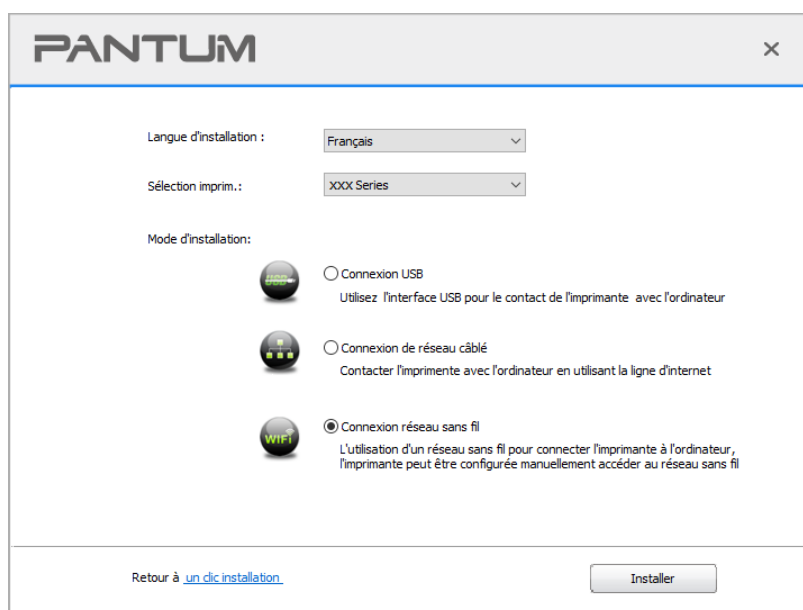 PANTUM
Langue d'installation :
Français
Sélection imprim.:
XXX Series
Mode d'installation:
USB
Connexion USB
Utilisez l'interface USB pour le contact de l'imprimante avec l'ordinateur
Connexion de réseau câblé
Contacter l'imprimente avec l'ordinateur en utilisant la ligne d'internet
WiFi
Connexion réseau sans fil
L'utilisation d'un réseau sans fil pour connecter l'imprimante à l'ordinateur,
l'imprimante peut être configurée manuellement accéder au réseau sans fil
Retour à un clic installation
Installer